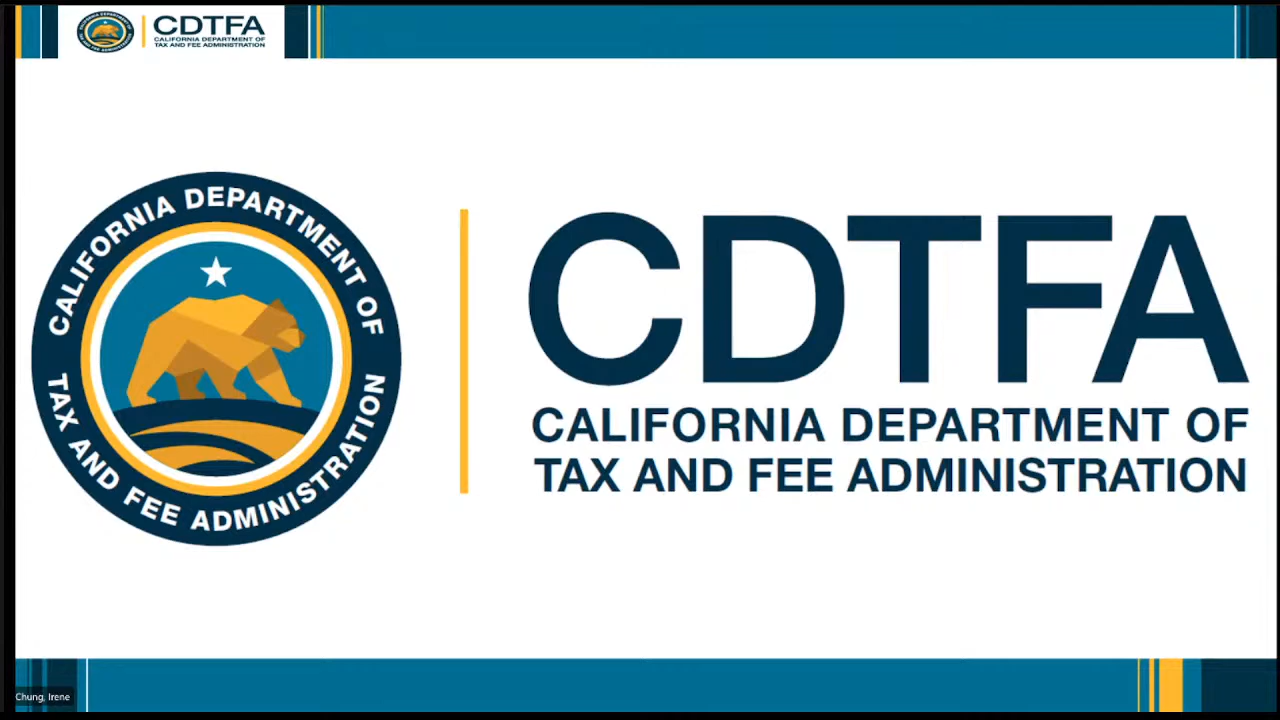 CDTFA
CALIFORNIA DEPARTMENT OF
TAX AND FEE ADMINISTRATION
CALIFORNIA DEPARTMENT OF
TAX AND FEE ADMINISTRATION
CDTFA
CALIFORNIA DEPARTMENT OF
TAX AND FEE ADMINISTRATION
Chung, Irene